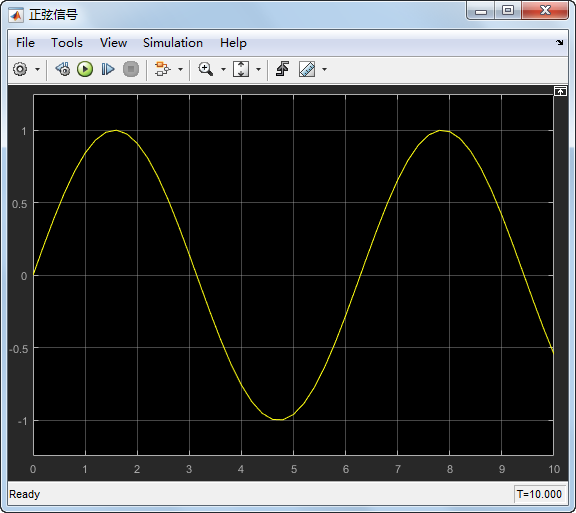 正弦信号
File Tools View Simulation Help
1
0.5
0
-0.5
-1
0 1 2 3 4 5 6 7 8 9 10
Ready T=10.000